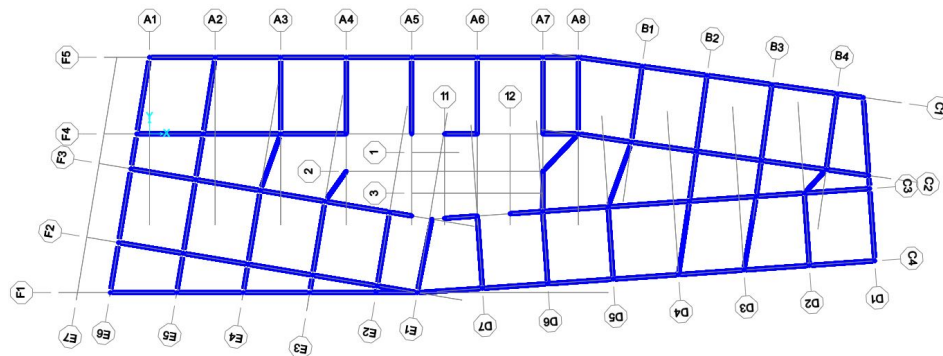 A1 A2 A3 A4 A5 A6 A7 A8
B1 B2 B3 B4
F5
11 12
C1
Y
X
F4
1
F3
2
3
C3 C2
F2
C4
F1
E7 E6 E5 E4 E3 E2 E1 D7 D6 D5 D4 D3 D2 D1